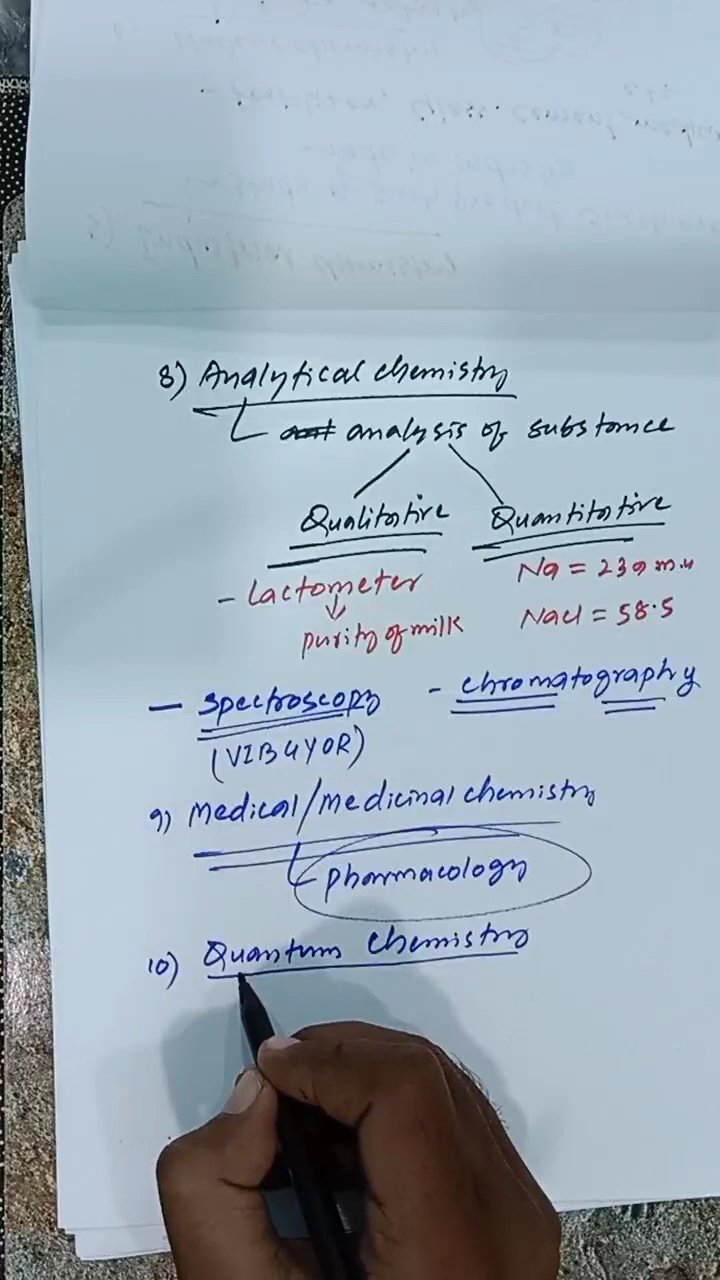 8) Analytical chemistry
analysis of substance
Qualitative Quantitative
- Lactometer Na = 23 a m.u
purity of milk NaCl = 58.5
- spectroscopy - chromatography
(VIBGYOR)
9) Medical/Medicinal chemistry
pharmacology
10) Quantum chemistry